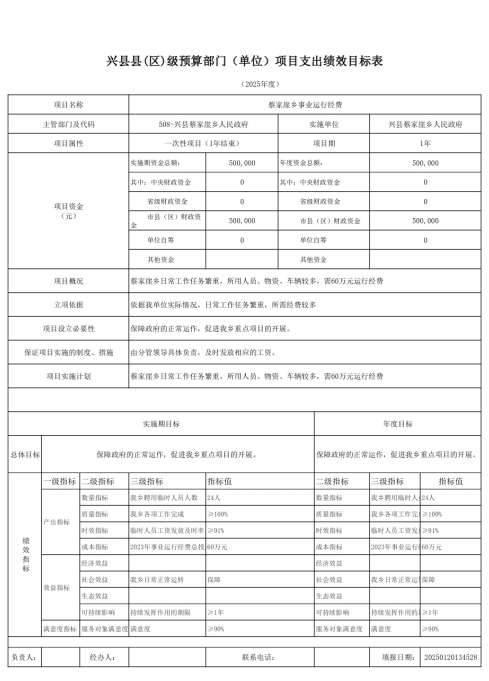 兴县县(区)级预算部门（单位）项目支出绩效目标表
（2025年度）
项目名称 蔡家崖乡事业运行经费
主管部门及代码 508-兴县蔡家崖乡人民政府 实施单位 兴县蔡家崖乡人民政府
项目属性 一次性项目（1年结束） 项目期 1年
项目资金
（元）
实施期资金总额： 500,000 年度资金总额： 500,000
其中：中央财政资金 0 其中：中央财政资金 0
省级财政资金 0 省级财政资金 0
市县（区）财政资金 500,000 市县（区）财政资金 500,000
单位自筹 0 单位自筹 0
其他资金 其他资金
项目概况 蔡家崖乡日常工作任务繁重，所用人员、物资、车辆较多，需60万元运行经费
立项依据 依据我单位实际情况，日常工作任务繁重，所需经费较多
项目设立必要性 保障政府的正常运作，促进我乡重点项目的开展。
保证项目实施的制度、措施 由分管领导具体负责，及时发放相应的工资。
项目实施计划 蔡家崖乡日常工作任务繁重，所用人员、物资、车辆较多，需60万元运行经费
实施期目标 年度目标
总体目标 保障政府的正常运作，促进我乡重点项目的开展。 保障政府的正常运作，促进我乡重点项目的开展。
绩效指标
一级指标 二级指标 三级指标 指标值 二级指标 三级指标 指标值
产出指标
数量指标 我乡聘用临时人员人数 24人 数量指标 我乡聘用临时人 24人
质量指标 我乡各项工作完成 ≥100% 质量指标 我乡各项工作完 ≥100%
时效指标 临时人员工资发放及时率 ≥91% 时效指标 临时人员工资发 ≥91%
成本指标 2023年事业运行经费总投 60万元 成本指标 2023年事业运行 60万元
效益指标
经济效益 经济效益
社会效益 我乡日常正常运转 保障 社会效益 我乡日常正常运 保障
生态效益 生态效益
可持续影响 持续发挥作用的期限 ≥1年 可持续影响 持续发挥作用的 ≥1年
满意度指标 服务对象满意度 满意度 ≥90% 服务对象满意度 满意度 ≥90%
负责人： 经办人： 联系电话： 填报日期： 20250120134528